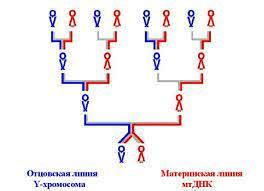 Отцовская линия
Y-хромосома
Материнская линия
мтДНК